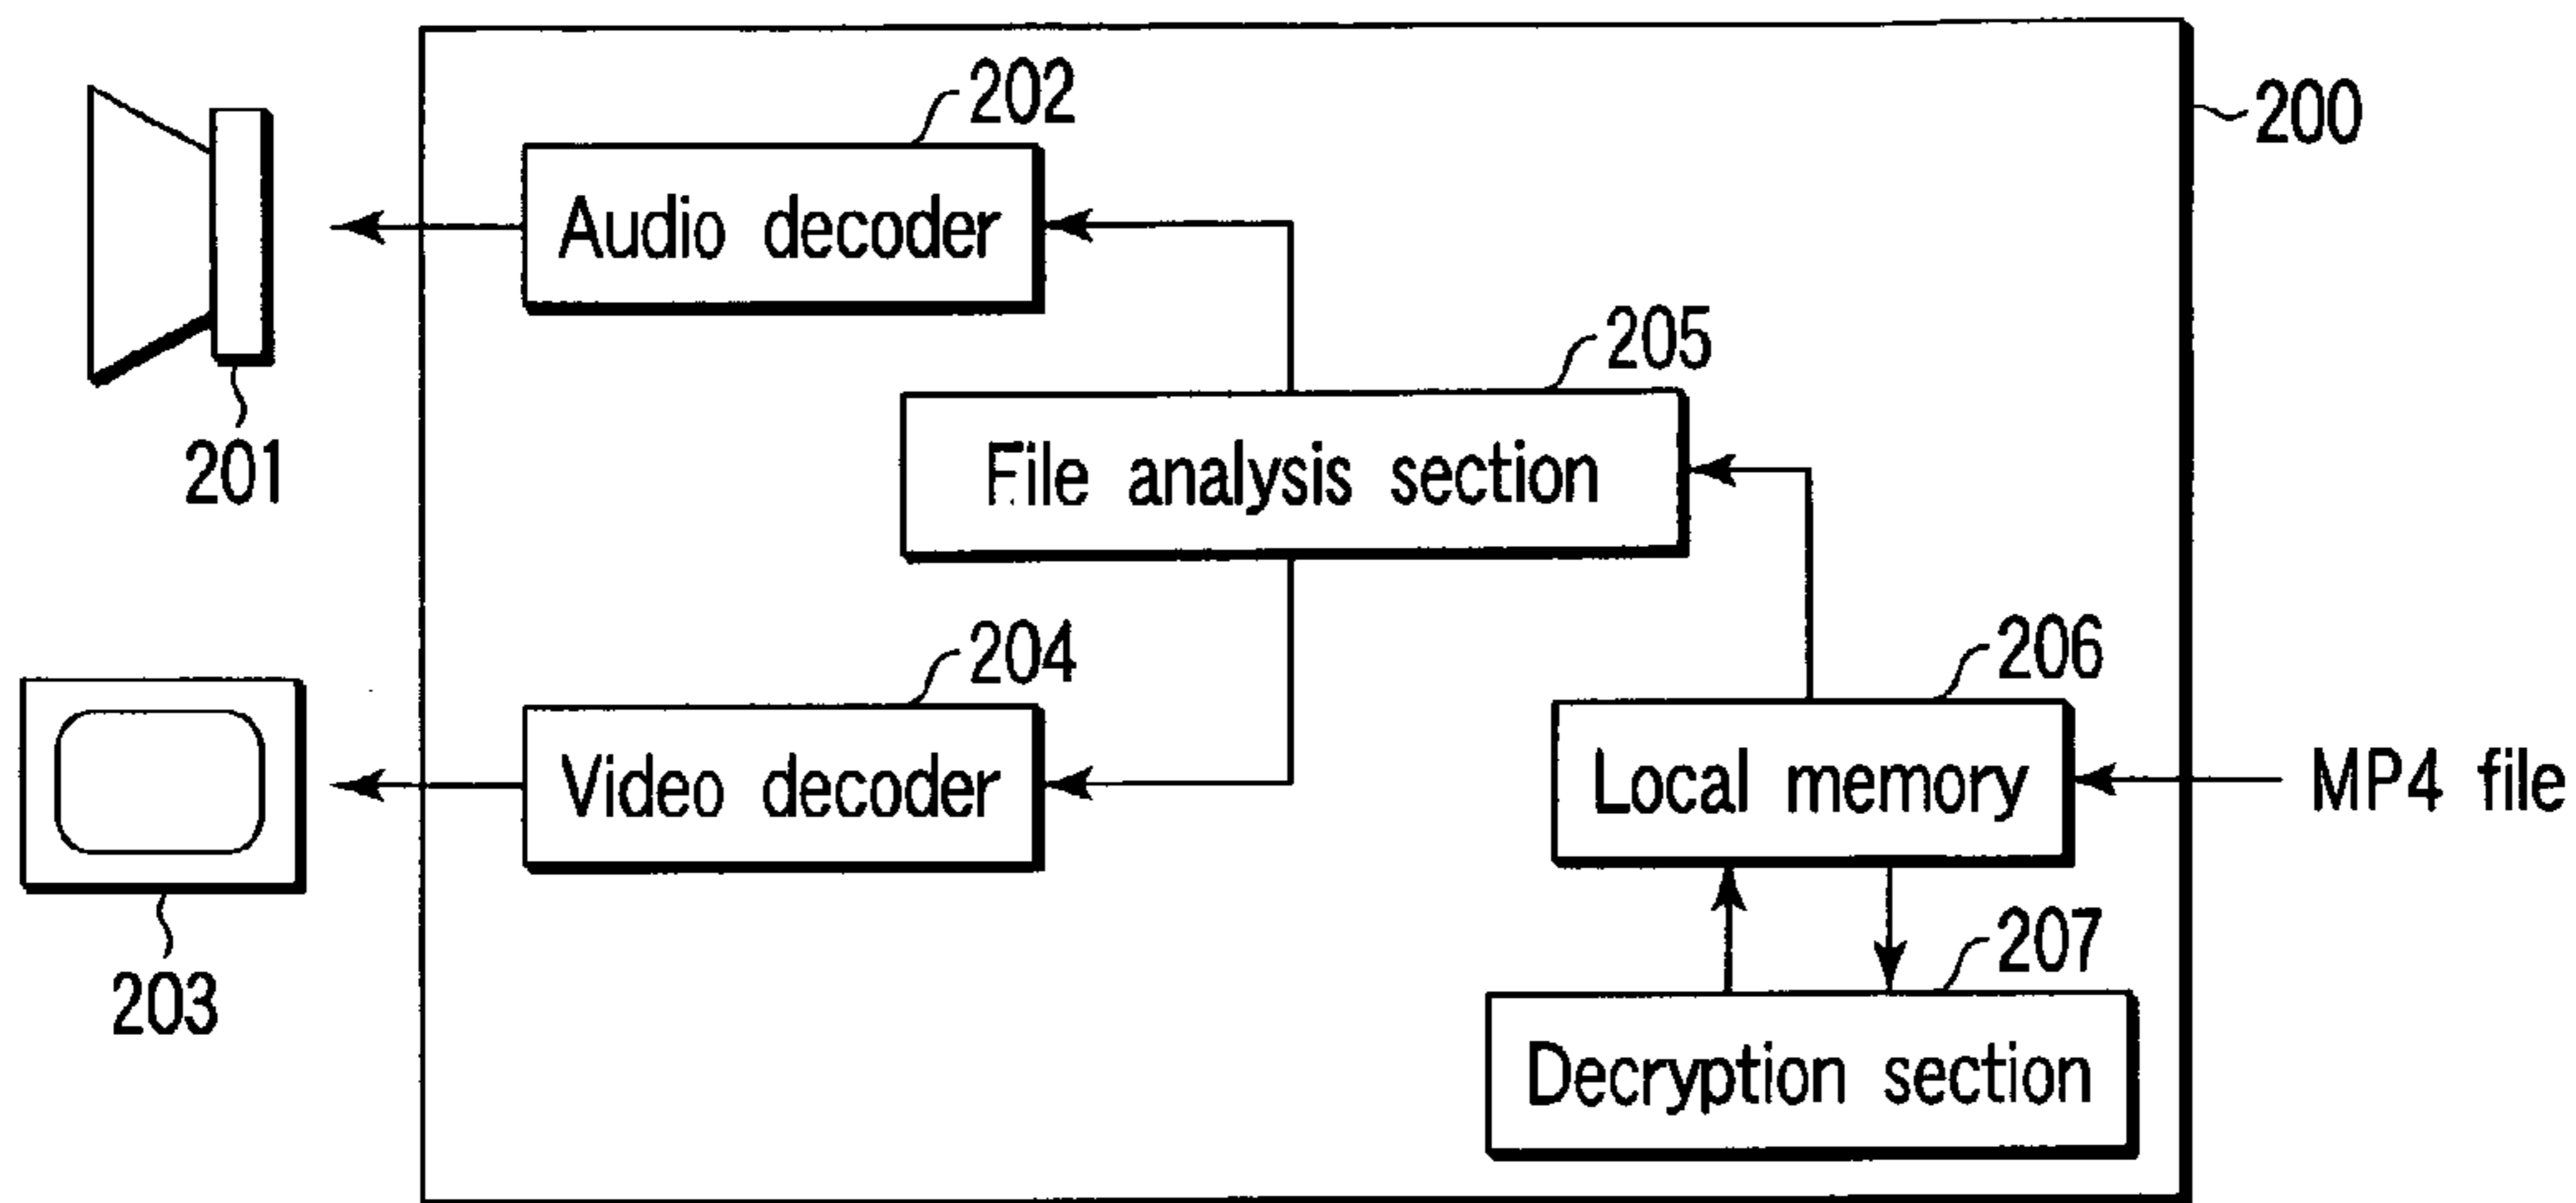 202
200
Audio decoder
205
201
File analysis section
204
206
Video decoder
Local memory
MP4 file
203
207
Decryption section